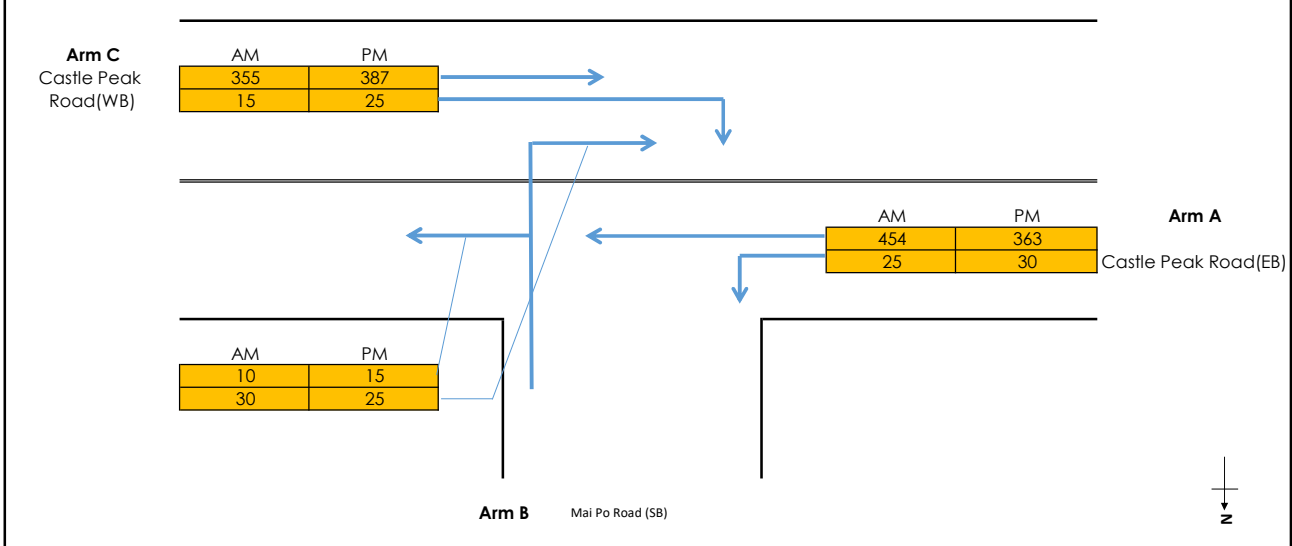 Arm C
Castle Peak
Road(WB)
AM PM
355 387
15 25
AM PM
454 363
25 30
Arm A
Castle Peak Road(EB)
AM PM
10 15
30 25
Arm B Mai Po Road (SB)
N